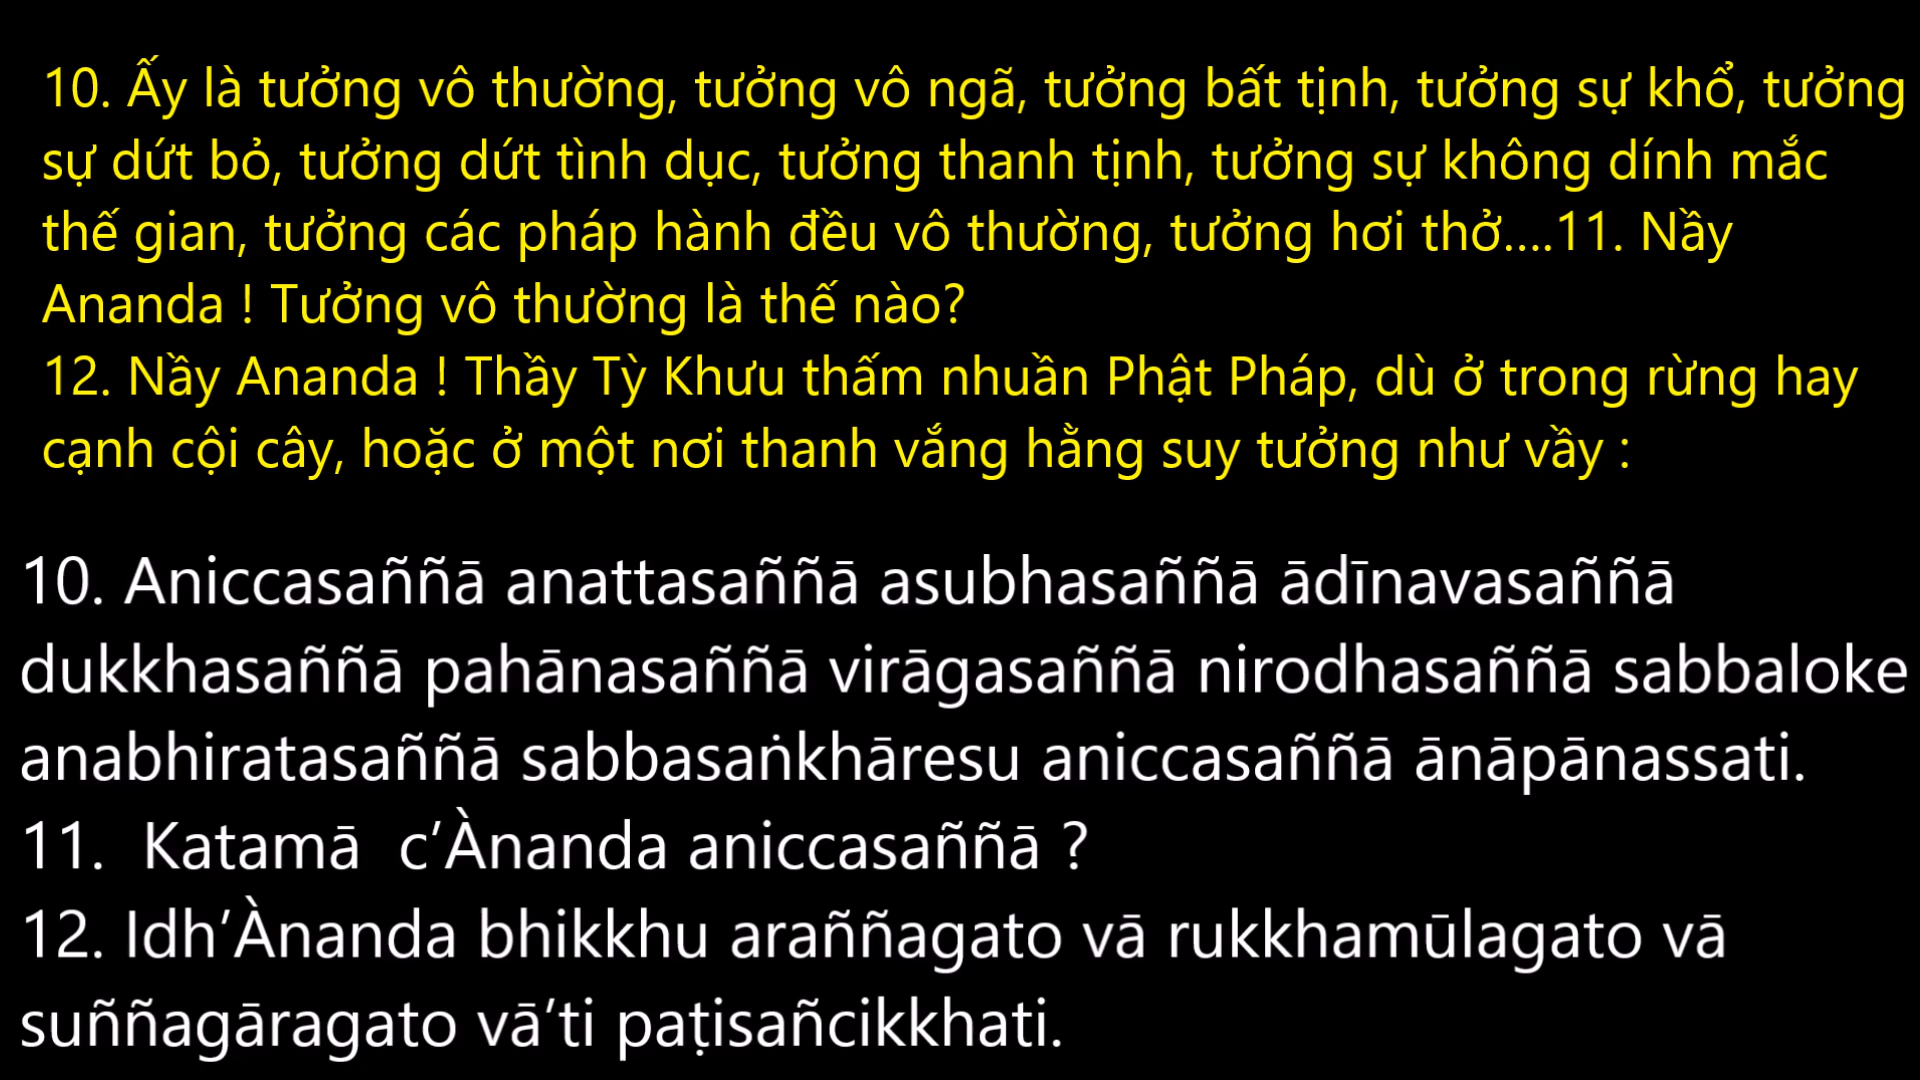 10. Ấy là tưởng vô thường, tưởng vô ngã, tưởng bất tịnh, tưởng sự khổ, tưởng
sự dứt bỏ, tưởng dứt tình dục, tưởng thanh tịnh, tưởng sự không dính mắc
thế gian, tưởng các pháp hành đều vô thường, tưởng hơi thở....11. Nầy
Ananda ! Tưởng vô thường là thế nào?
12. Nầy Ananda ! Thầy Tỳ Khưu thấm nhuần Phật Pháp, dù ở trong rừng hay
cạnh cội cây, hoặc ở một nơi thanh vắng hằng suy tưởng như vầy :
10. Aniccasaññā anattasaññā asubhasaññā ādīnavasaññā
dukkhasaññā pahānasaññā virāgasaññā nirodhasaññā sabbaloke
anabhiratasaññā sabbasaṅkhāresu aniccasaññā ānāpānassati.
11. Katamā c’Ànanda aniccasaññā ?
12. Idh’Ànanda bhikkhu araññagato vā rukkhamūlagato vā
suññagāragato vā’ti paṭisañcikkhati.